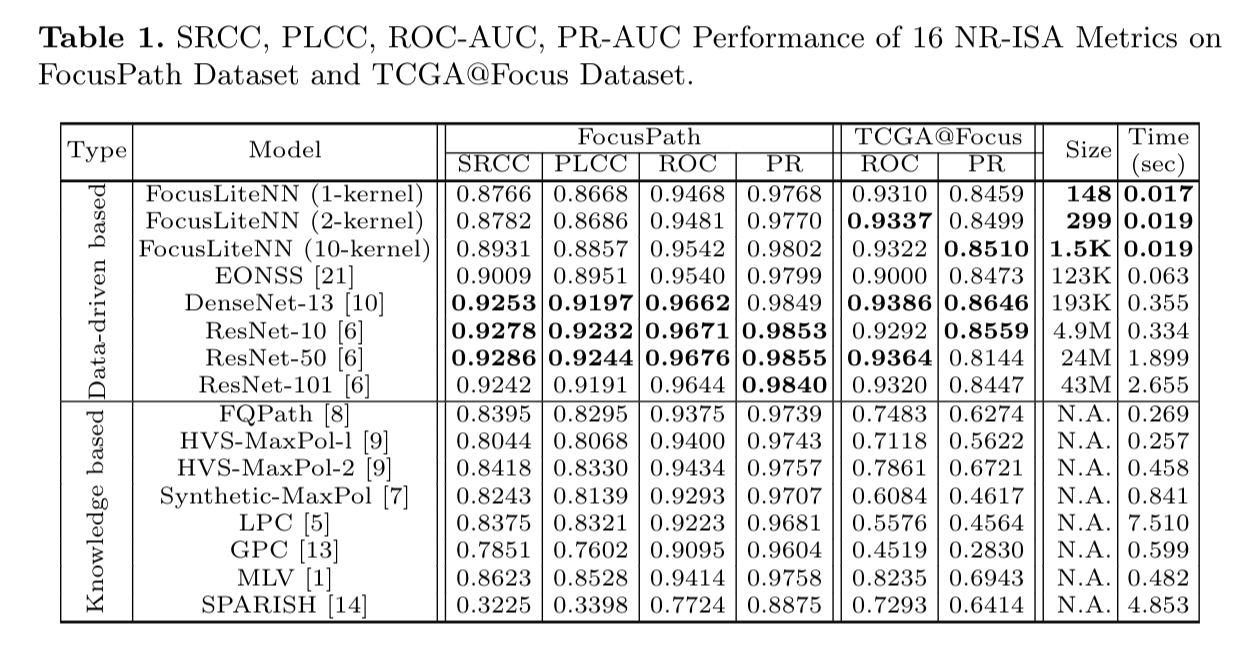 Table 1. SRCC, PLCC, ROC-AUC, PR-AUC Performance of 16 NR-ISA Metrics on
FocusPath Dataset and TCGA@Focus Dataset.
Type Model FocusPath TCGA@Focus Size Time (sec)
SRCC PLCC ROC PR ROC PR
Data-driven based
FocusLiteNN (1-kernel) 0.8766 0.8668 0.9468 0.9768 0.9310 0.8459 148 0.017
FocusLiteNN (2-kernel) 0.8782 0.8686 0.9481 0.9770 0.9337 0.8499 299 0.019
FocusLiteNN (10-kernel) 0.8931 0.8857 0.9542 0.9802 0.9322 0.8510 1.5K 0.019
EONSS [21] 0.9009 0.8951 0.9540 0.9799 0.9000 0.8473 123K 0.063
DenseNet-13 [10] 0.9253 0.9197 0.9662 0.9849 0.9386 0.8646 193K 0.355
ResNet-10 [6] 0.9278 0.9232 0.9671 0.9853 0.9292 0.8559 4.9M 0.334
ResNet-50 [6] 0.9286 0.9244 0.9676 0.9855 0.9364 0.8144 24M 1.899
ResNet-101 [6] 0.9242 0.9191 0.9644 0.9840 0.9320 0.8447 43M 2.655
Knowledge based
FQPath [8] 0.8395 0.8295 0.9375 0.9739 0.7483 0.6274 N.A. 0.269
HVS-MaxPol-1 [9] 0.8044 0.8068 0.9400 0.9743 0.7118 0.5622 N.A. 0.257
HVS-MaxPol-2 [9] 0.8418 0.8330 0.9434 0.9757 0.7861 0.6721 N.A. 0.458
Synthetic-MaxPol [7] 0.8243 0.8139 0.9293 0.9707 0.6084 0.4617 N.A. 0.841
LPC [5] 0.8375 0.8321 0.9223 0.9681 0.5576 0.4564 N.A. 7.510
GPC [13] 0.7851 0.7602 0.9095 0.9604 0.4519 0.2830 N.A. 0.599
MLV [1] 0.8623 0.8528 0.9414 0.9758 0.8235 0.6943 N.A. 0.482
SPARISH [14] 0.3225 0.3398 0.7724 0.8875 0.7293 0.6414 N.A. 4.853